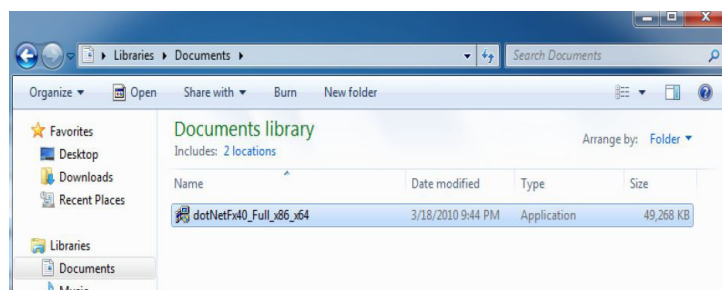 Libraries Documents
Search Documents
Organize Open Share with Burn New folder
Favorites
Desktop
Downloads
Recent Places
Libraries
Documents
Music
Documents library
Includes: 2 locations
Arrange by: Folder
Name Date modified Type Size
dotNetFx40_Full_x86_x64 3/18/2010 9:44 PM Application 49,268 KB